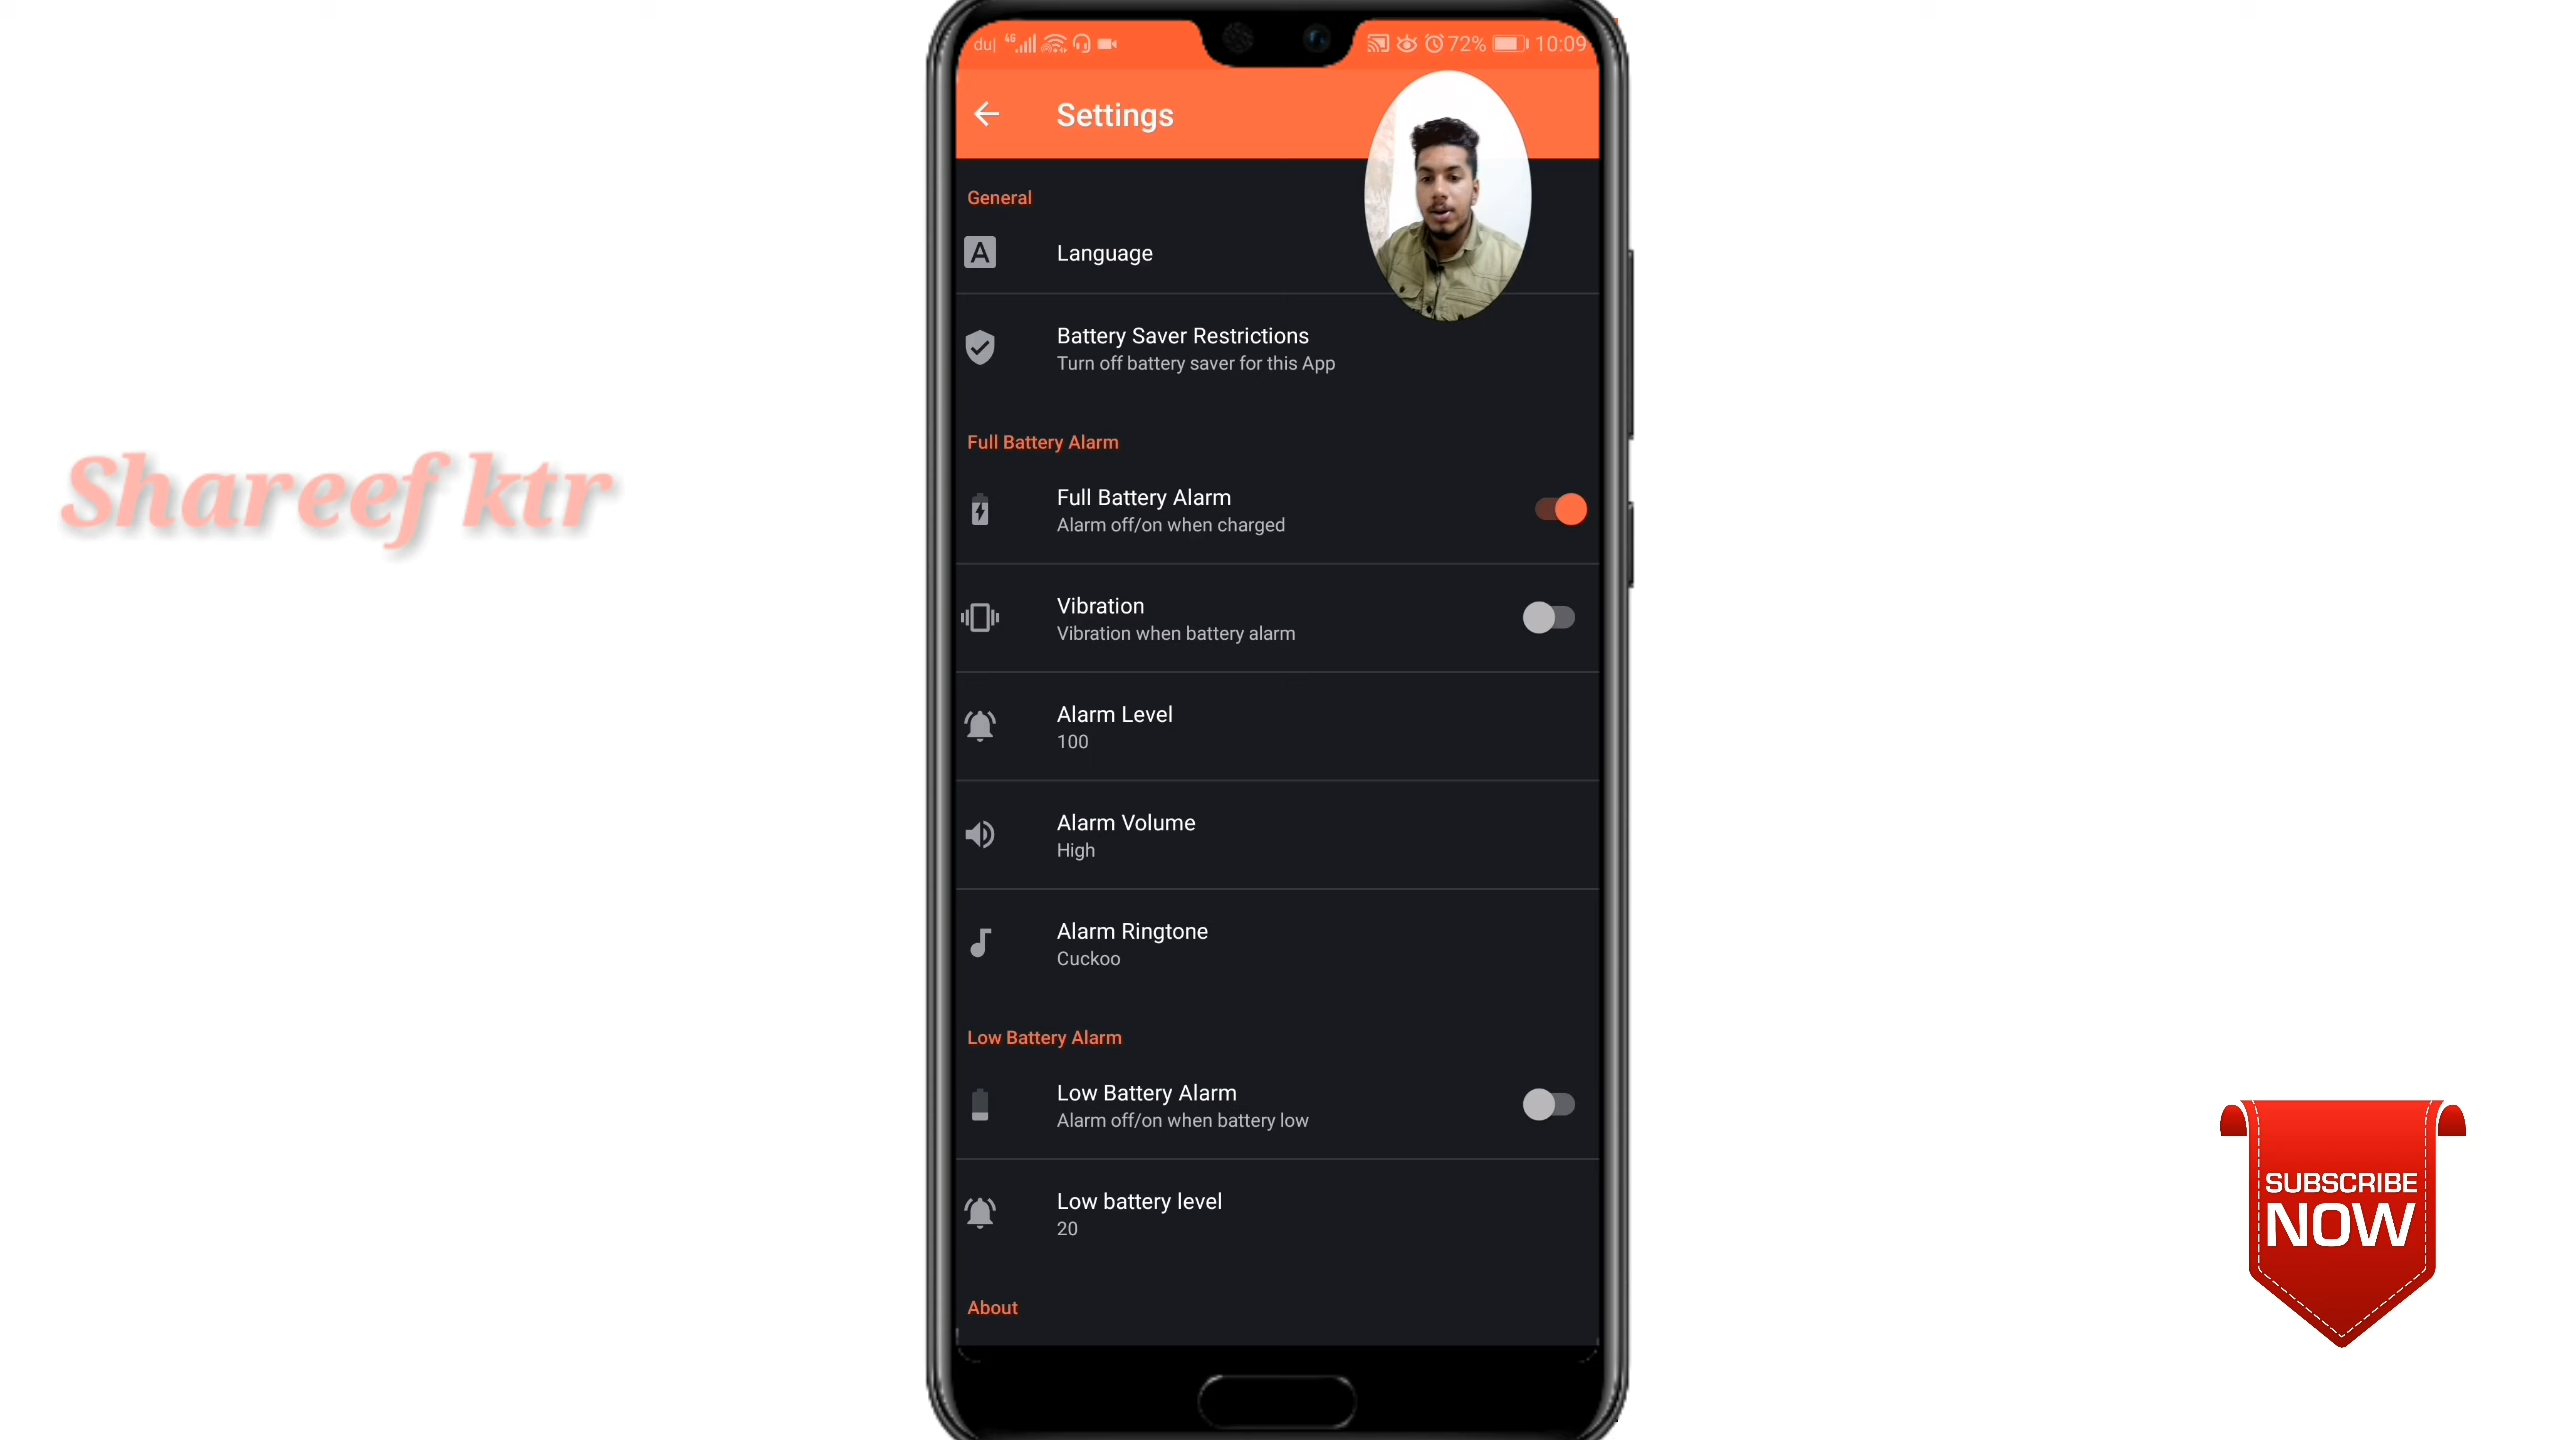 du| 4G 72% 10:09
Settings
General
A Language
Battery Saver Restrictions
Turn off battery saver for this App
Full Battery Alarm
Full Battery Alarm
Alarm off/on when charged
Vibration
Vibration when battery alarm
Alarm Level
100
Alarm Volume
High
Alarm Ringtone
Cuckoo
Low Battery Alarm
Low Battery Alarm
Alarm off/on when battery low
Low battery level
20
About
Shareef ktr
SUBSCRIBE
NOW